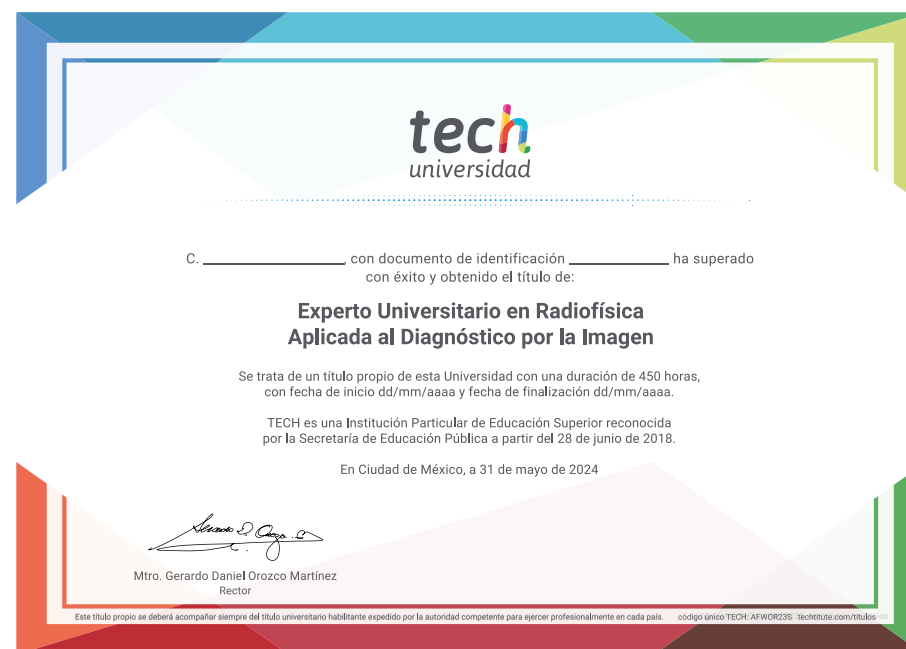 tech
universidad
C. ____________, con documento de identificación ____________ ha superado
con éxito y obtenido el título de:
Experto Universitario en Radiofísica
Aplicada al Diagnóstico por la Imagen
Se trata de un título propio de esta Universidad con una duración de 450 horas,
con fecha de inicio dd/mm/aaaa y fecha de finalización dd/mm/aaaa.
TECH es una Institución Particular de Educación Superior reconocida
por la Secretaría de Educación Pública a partir del 28 de junio de 2018.
En Ciudad de México, a 31 de mayo de 2024
Mtro. Gerardo Daniel Orozco Martínez
Rector
Este título propio se deberá acompañar siempre del título universitario habilitante expedido por la autoridad competente para ejercer profesionalmente en cada país. código único TECH: AFWOR23S techtitute.com/titulos